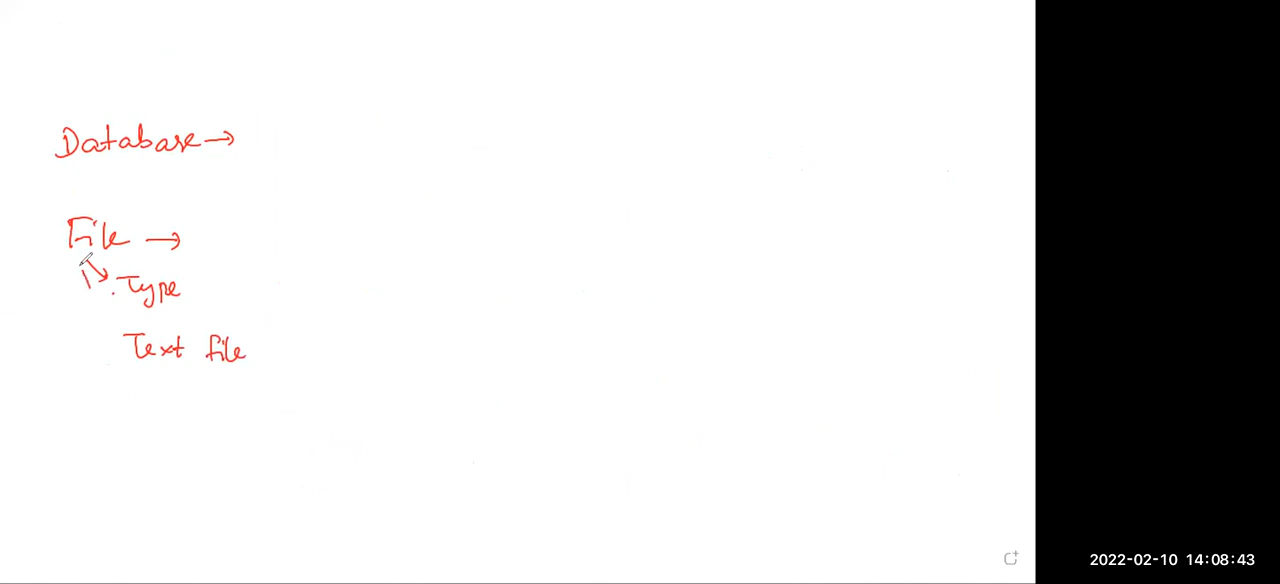 Database →
File →
. Type
Text file
2022-02-10 14:08:43